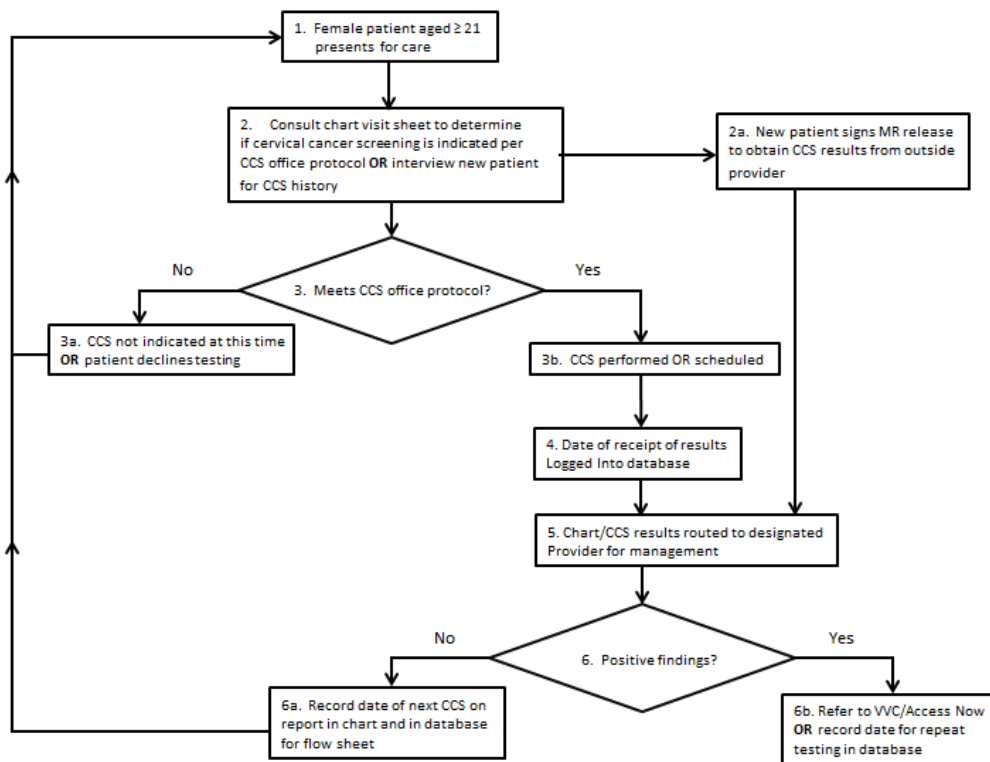 1. Female patient aged ≥ 21
presents for care
2. Consult chart visit sheet to determine
if cervical cancer screening is indicated per
CCS office protocol OR interview new patient
for CCS history
2a. New patient signs MR release
to obtain CCS results from outside
provider
No
Yes
3. Meets CCS office protocol?
3a. CCS not indicated at this time
OR patient declines testing
3b. CCS performed OR scheduled
4. Date of receipt of results
Logged Into database
5. Chart/CCS results routed to designated
Provider for management
No
Yes
6. Positive findings?
6a. Record date of next CCS on
report in chart and in database
for flow sheet
6b. Refer to VVC/Access Now
OR record date for repeat
testing in database